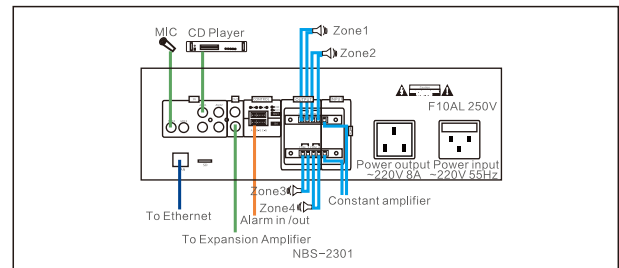 MIC
CD Player
Zone1
Zone2
F10AL 250V
Power output
~220V 8A
Power input
~220V 55Hz
Zone3
Zone4
Constant amplifier
To Ethernet
Alarm in /out
To Expansion Amplifier
NBS-2301